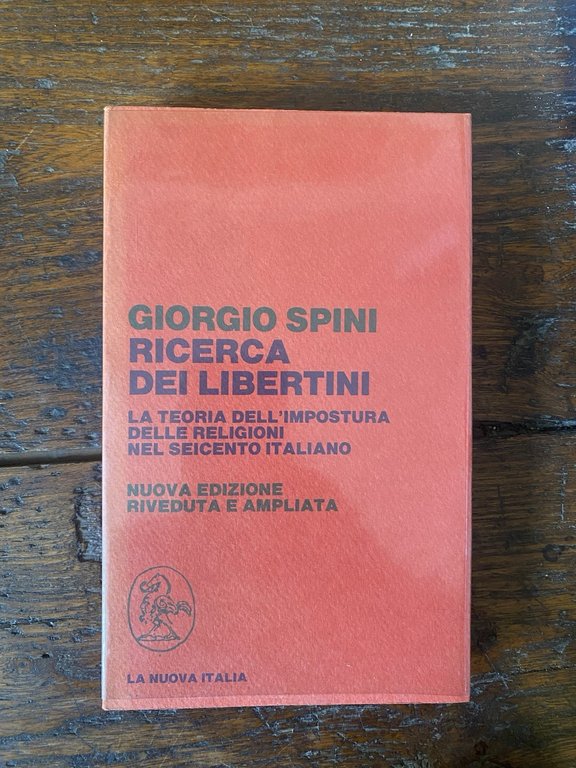 GIORGIO SPINI
RICERCA
DEI LIBERTINI
LA TEORIA DELL'IMPOSTURA
DELLE RELIGIONI
NEL SEICENTO ITALIANO
NUOVA EDIZIONE
RIVEDUTA E AMPLIATA
LA NUOVA ITALIA